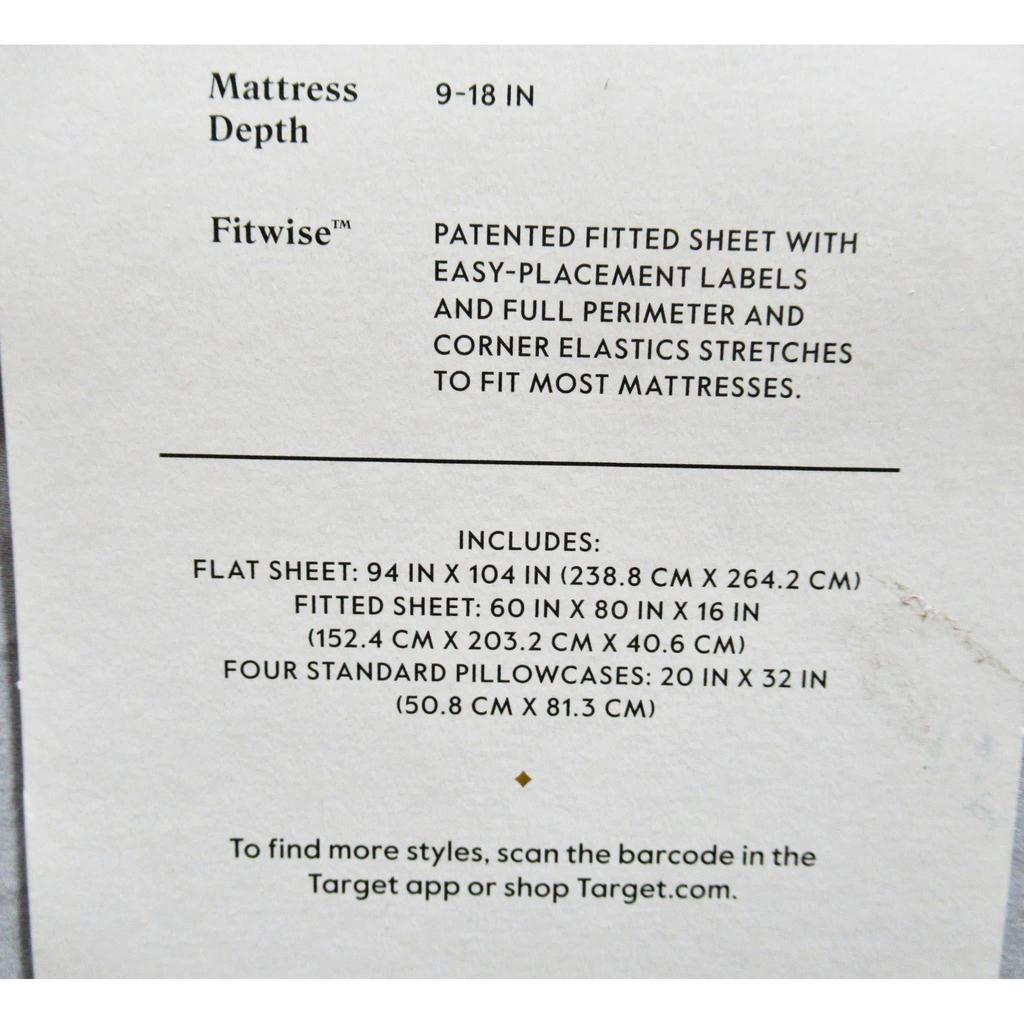 Mattress Depth 9-18 IN
Fitwise™ PATENTED FITTED SHEET WITH
EASY-PLACEMENT LABELS
AND FULL PERIMETER AND
CORNER ELASTICS STRETCHES
TO FIT MOST MATTRESSES.
INCLUDES:
FLAT SHEET: 94 IN X 104 IN (238.8 CM X 264.2 CM)
FITTED SHEET: 60 IN X 80 IN X 16 IN
(152.4 CM X 203.2 CM X 40.6 CM)
FOUR STANDARD PILLOWCASES: 20 IN X 32 IN
(50.8 CM X 81.3 CM)
To find more styles, scan the barcode in the
Target app or shop Target.com.